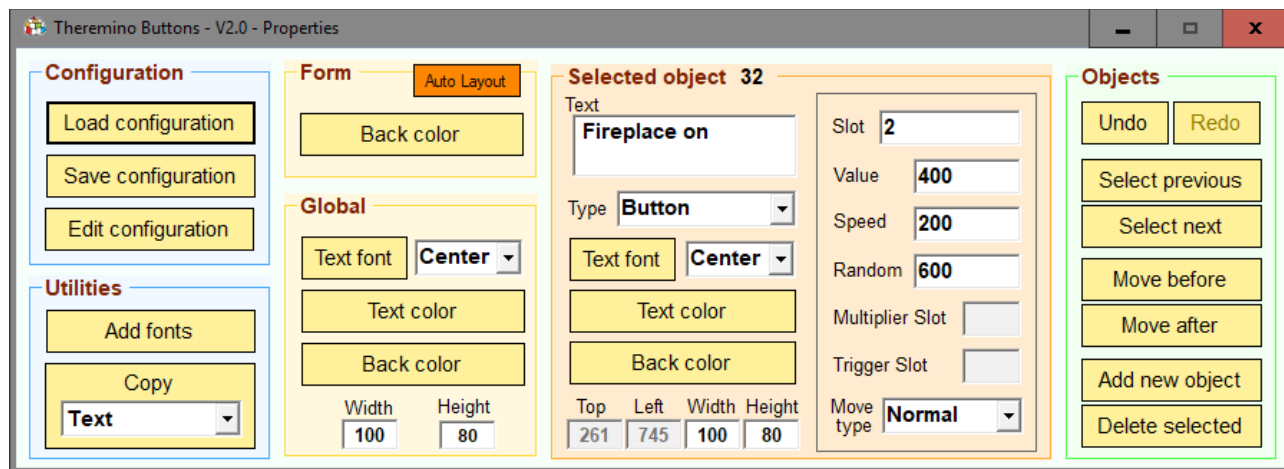 Theremino Buttons - V2.0 - Properties
Configuration
Load configuration
Save configuration
Edit configuration
Utilities
Add fonts
Copy
Text
Form
Auto Layout
Back color
Global
Text font Center
Text color
Back color
Width Height
100 80
Selected object 32
Text
Fireplace on
Type Button
Text font Center
Text color
Back color
Top Left Width Height
261 745 100 80
Slot 2
Value 400
Speed 200
Random 600
Multiplier Slot
Trigger Slot
Move
type Normal
Objects
Undo Redo
Select previous
Select next
Move before
Move after
Add new object
Delete selected